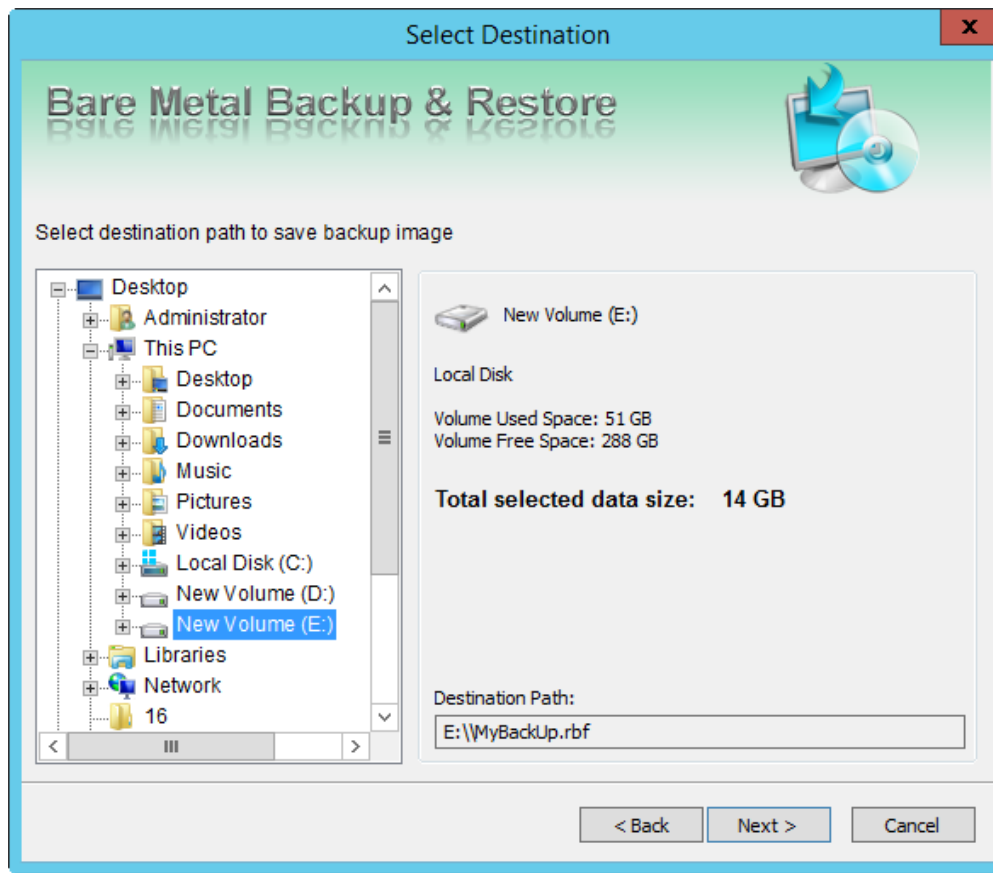 Select Destination
x
Bare Metal Backup & Restore
Select destination path to save backup image
Desktop
Administrator
This PC
Desktop
Documents
Downloads
Music
Pictures
Videos
Local Disk (C:)
New Volume (D:)
New Volume (E:)
Libraries
Network
16
New Volume (E:)
Local Disk
Volume Used Space: 51 GB
Volume Free Space: 288 GB
Total selected data size: 14 GB
Destination Path:
E:\\MyBackUp.rbf
< Back
Next >
Cancel